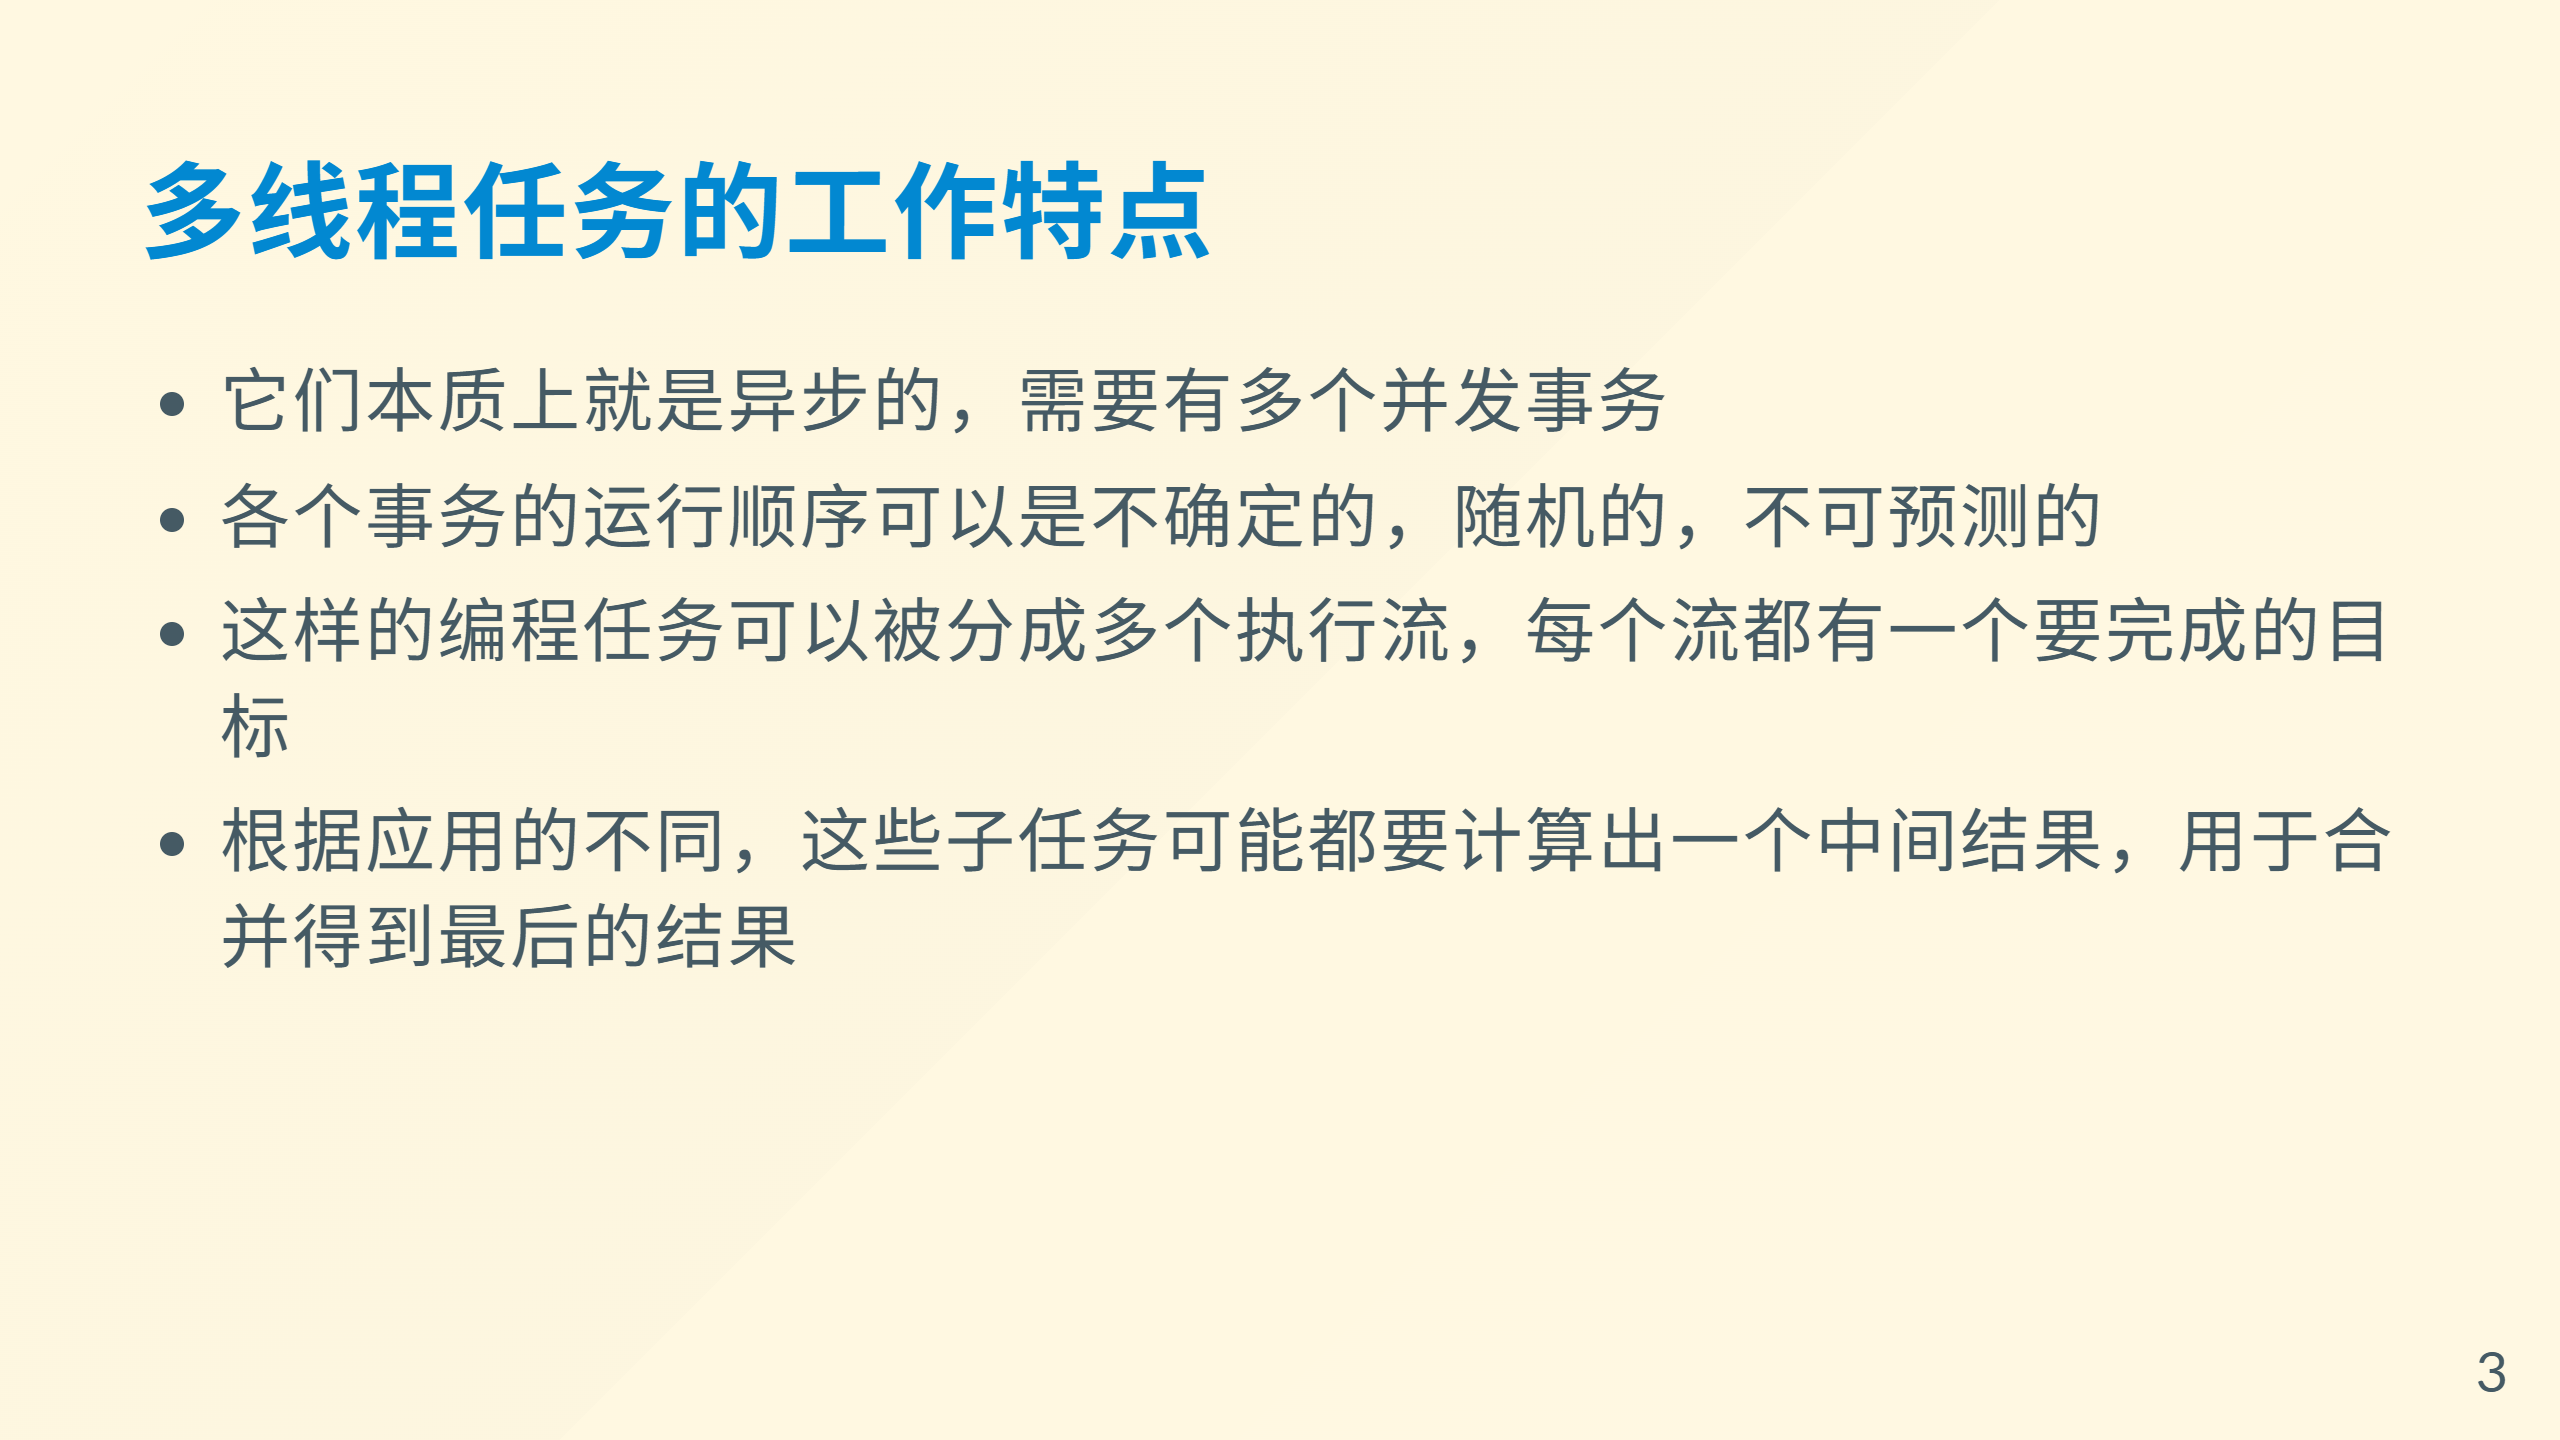 多线程任务的工作特点
• 它们本质上就是异步的，需要有多个并发事务
• 各个事务的运行顺序可以是不确定的，随机的，不可预测的
• 这样的编程任务可以被分成多个执行流，每个流都有一个要完成的目
标
• 根据应用的不同，这些子任务可能都要计算出一个中间结果，用于合
并得到最后的结果
3